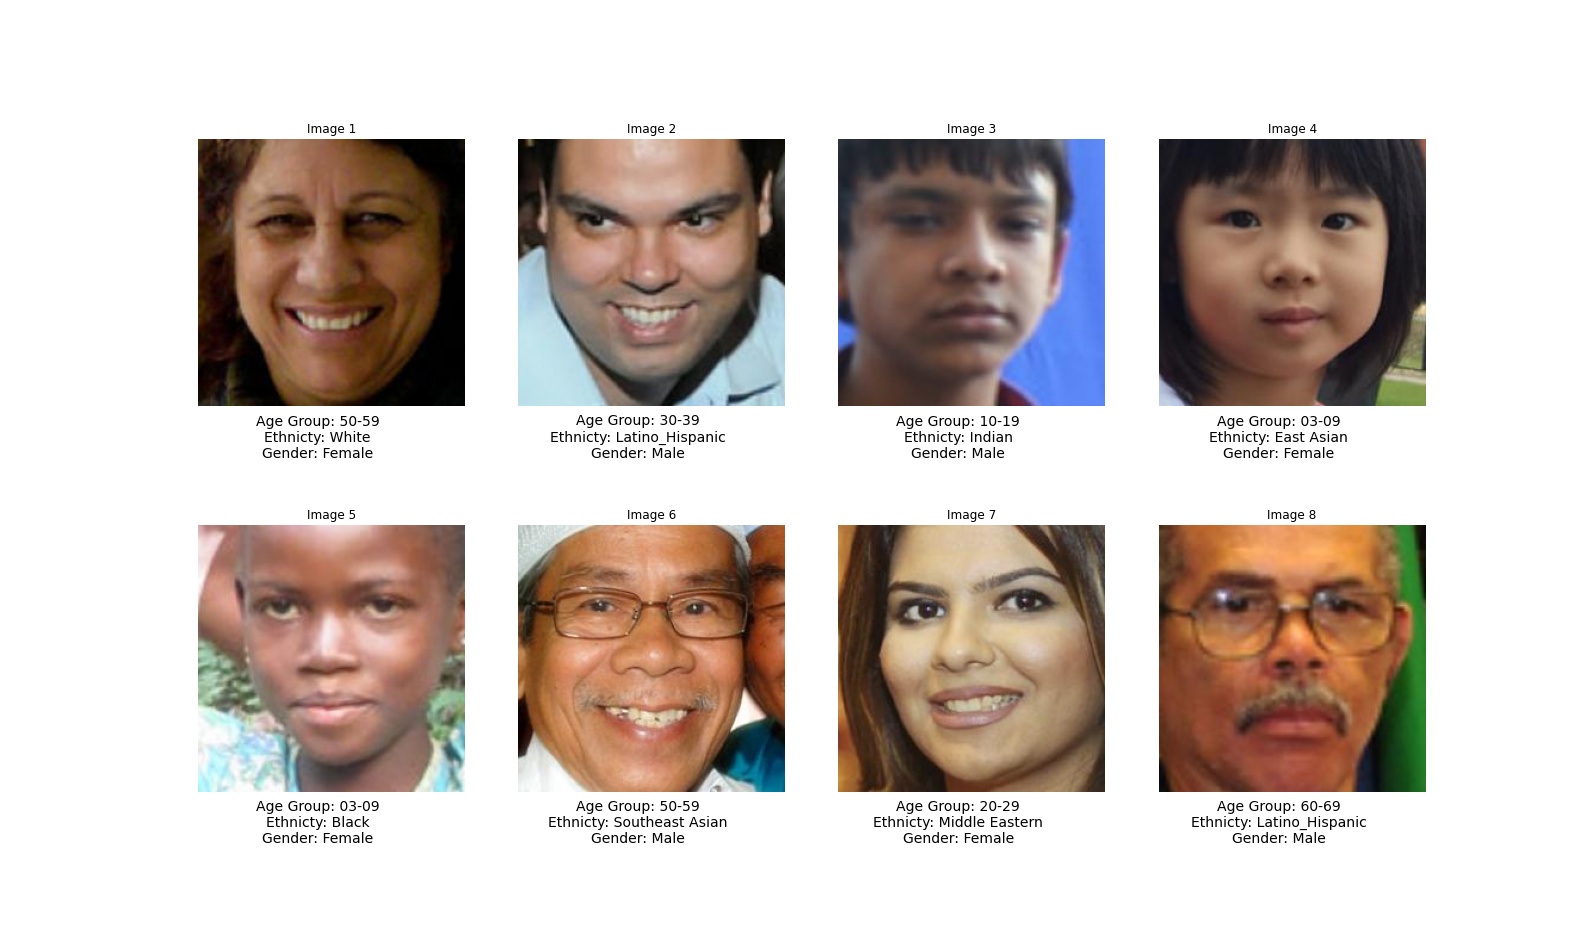 Image 1
Image 2
Image 3
Image 4
Age Group: 50-59
Ethnicty: White
Gender: Female
Age Group: 30-39
Ethnicty: Latino_Hispanic
Gender: Male
Age Group: 10-19
Ethnicty: Indian
Gender: Male
Age Group: 03-09
Ethnicty: East Asian
Gender: Female
Image 5
Image 6
Image 7
Image 8
Age Group: 03-09
Ethnicty: Black
Gender: Female
Age Group: 50-59
Ethnicty: Southeast Asian
Gender: Male
Age Group: 20-29
Ethnicty: Middle Eastern
Gender: Female
Age Group: 60-69
Ethnicty: Latino_Hispanic
Gender: Male